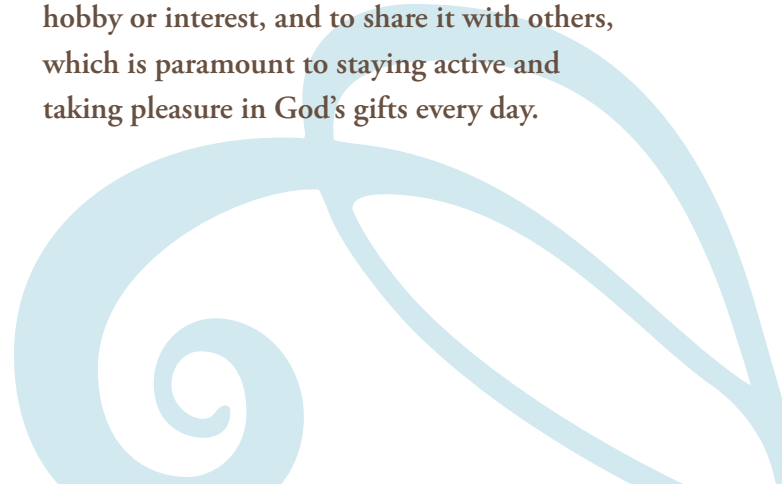 hobby or interest, and to share it with others,
which is paramount to staying active and
taking pleasure in God’s gifts every day.